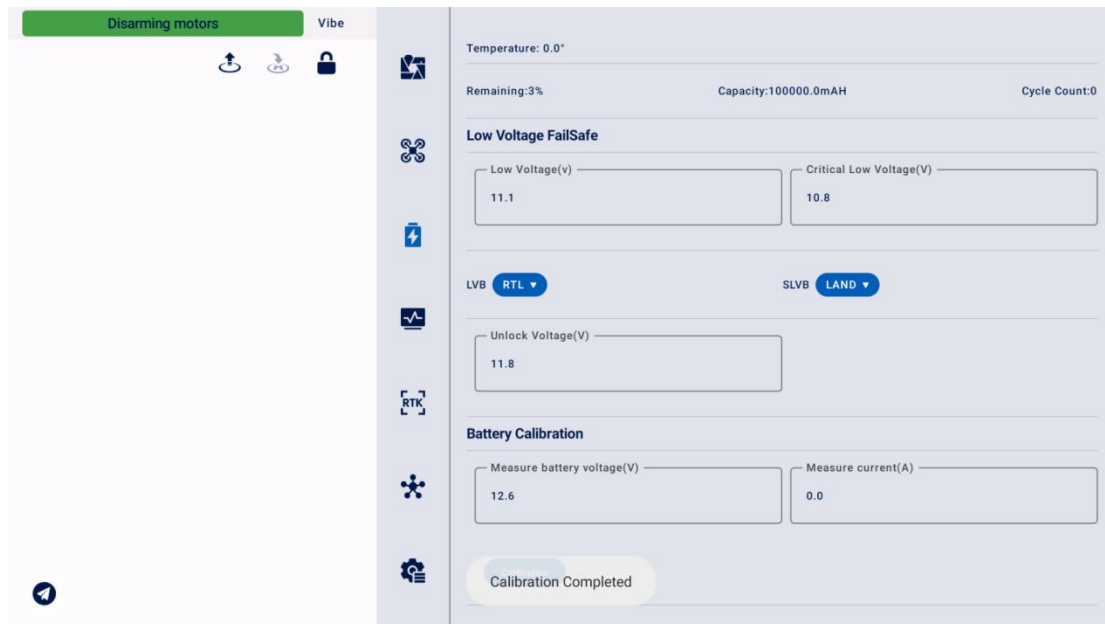 Disarming motors
Vibe
Temperature: 0.0°
Remaining:3% Capacity:100000.0mAH Cycle Count:0
Low Voltage FailSafe
Low Voltage(v) Critical Low Voltage(V)
11.1 10.8
LVB RTL ▾ SLVB LAND ▾
Unlock Voltage(V)
11.8
RTK
Battery Calibration
Measure battery voltage(V) Measure current(A)
12.6 0.0
Calibration Completed